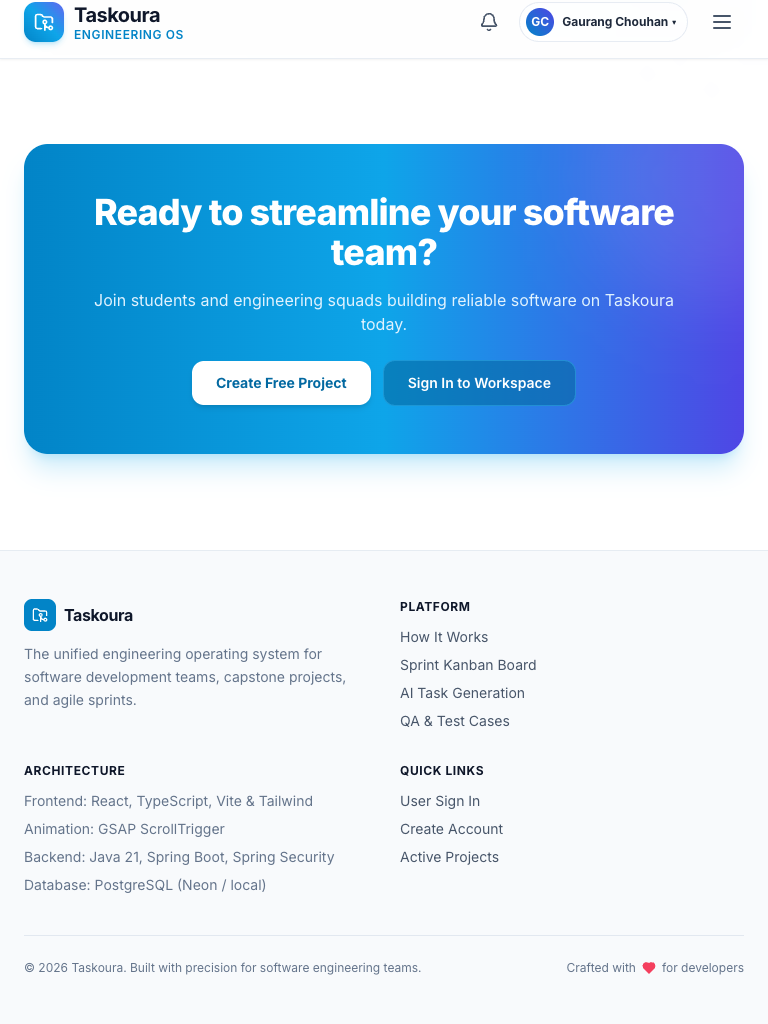 Taskoura
ENGINEERING OS
GC
Gaurang Chouhan ▾
Ready to streamline your software
team?
Join students and engineering squads building reliable software on Taskoura
today.
Create Free Project
Sign In to Workspace
Taskoura
The unified engineering operating system for
software development teams, capstone projects,
and agile sprints.
PLATFORM
How It Works
Sprint Kanban Board
AI Task Generation
QA & Test Cases
ARCHITECTURE
Frontend: React, TypeScript, Vite & Tailwind
Animation: GSAP ScrollTrigger
Backend: Java 21, Spring Boot, Spring Security
Database: PostgreSQL (Neon / local)
QUICK LINKS
User Sign In
Create Account
Active Projects
© 2026 Taskoura. Built with precision for software engineering teams.
Crafted with ❤ for developers